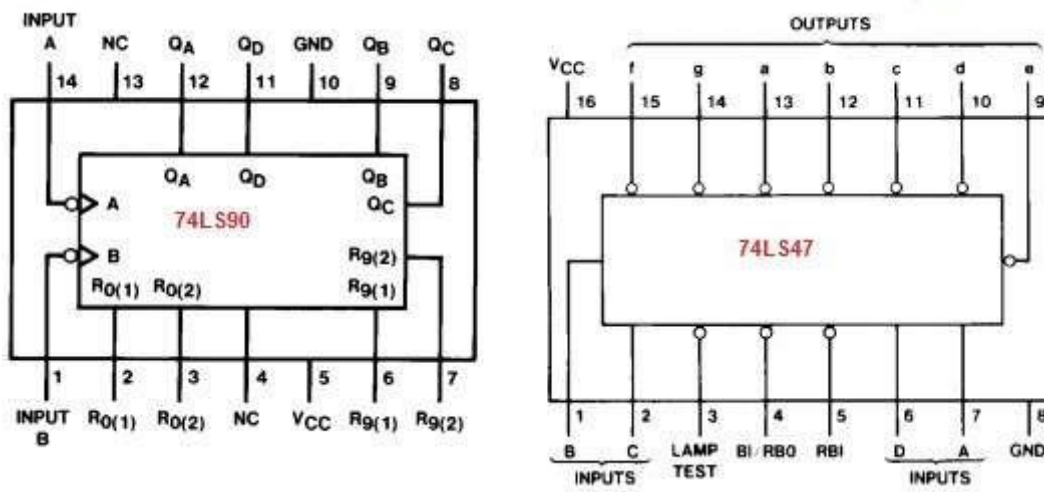 INPUT
A NC QA QD GND QB QC
14 13 12 11 10 9 8
QA QD QB
QC
A
74LS90
B
R9(2)
R0(1) R0(2) R9(1)
1 2 3 4 5 6 7
INPUT
B R0(1) R0(2) NC VCC R9(1) R9(2)
OUTPUTS
VCC f g a b c d e
16 15 14 13 12 11 10 9
74LS47
1 2 3 4 5 6 7 8
B C LAMP
TEST BI/RBO RBI D A GND
INPUTS INPUTS